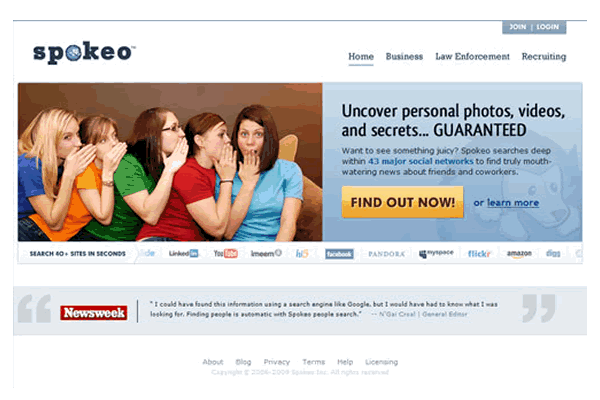 JOIN | LOGIN
spokeo™
Home Business Law Enforcement Recruiting
Uncover personal photos, videos,
and secrets... GUARANTEED
Want to see something juicy? Spokeo searches deep
within 43 major social networks to find truly mouth-
watering news about friends and coworkers.
FIND OUT NOW! or learn more
SEARCH 40+ SITES IN SECONDS LinkedIn YouTube imeem hi5 facebook PANDORA myspace flickr amazon digg
Newsweek
" I could have found this information using a search engine like Google, but I would have had to know what I was
looking for. Finding people is automatic with Spokeo people search." -- N'Gai Croal | General Editor
About Blog Privacy Terms Help Licensing
Copyright © 2006-2009 Spokeo Inc. All rights reserved